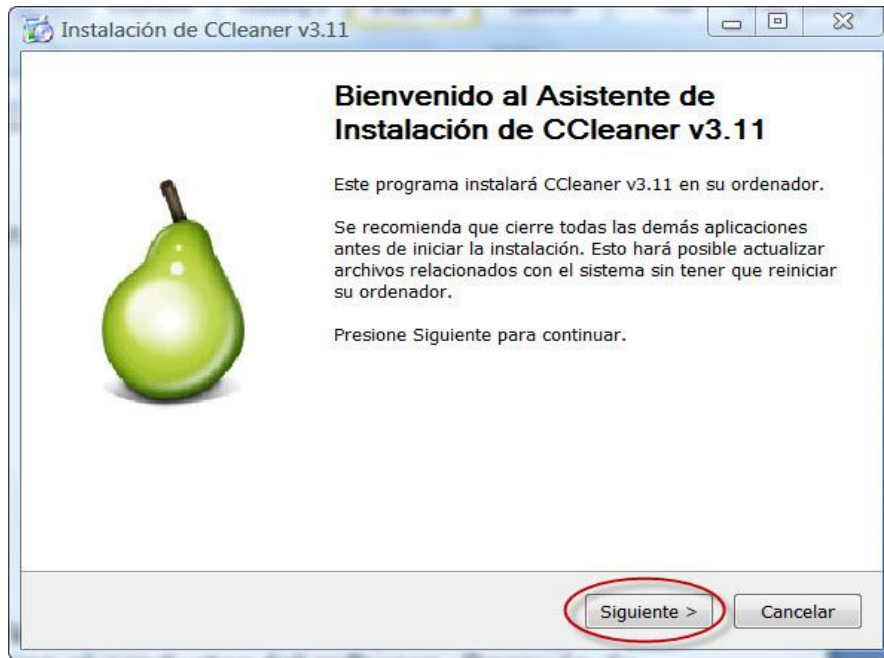 Instalación de CCleaner v3.11
Bienvenido al Asistente de
Instalación de CCleaner v3.11
Este programa instalará CCleaner v3.11 en su ordenador.
Se recomienda que cierre todas las demás aplicaciones
antes de iniciar la instalación. Esto hará posible actualizar
archivos relacionados con el sistema sin tener que reiniciar
su ordenador.
Presione Siguiente para continuar.
Siguiente >
Cancelar